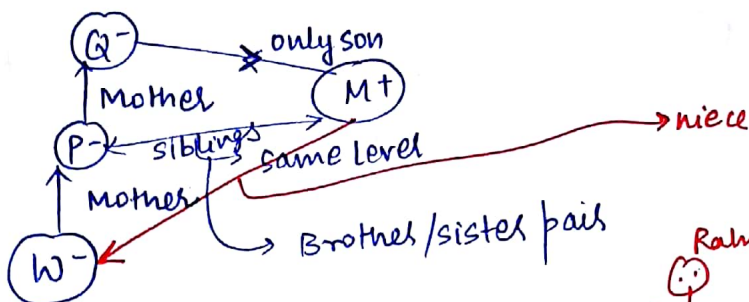 Q-
only son
M+
Mother
niece
P-
siblings
same level
Mother
Brother/sister pair
W-